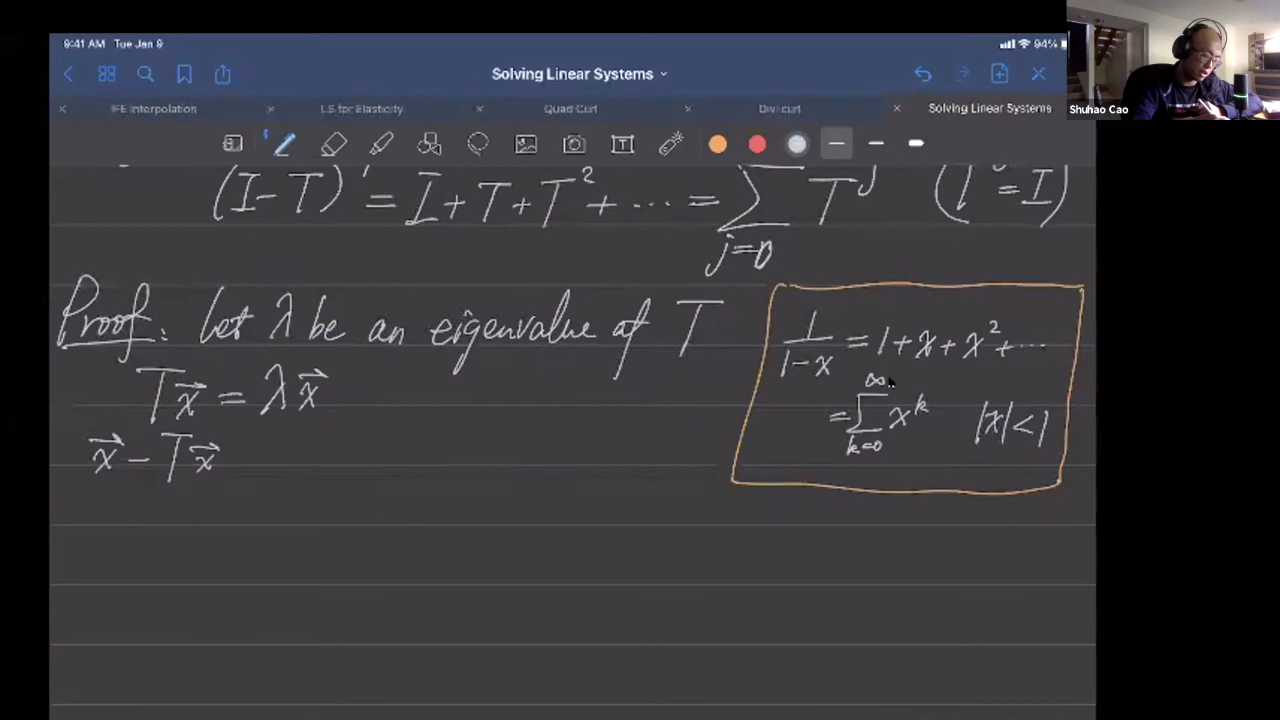 9:41 AM Tue Jan 9
94%
Solving Linear Systems
IFE Interpolation
LS for Elasticity
Quad Curl
Div-curl
Solving Linear Systems
Shuhao Cao
(I-T)⁻¹ = I + T + T² + ⋯ = ∑ Tʲ (T⁰ = I)
j=0
Proof: Let λ be an eigenvalue of T
Tx⃗ = λx⃗
x⃗ - Tx⃗
1/(1-x) = 1 + x + x² + ⋯
= ∑_{k=0}^{∞} xᵏ |x| < 1